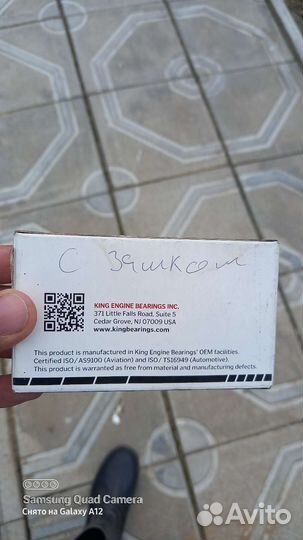 С Замком
KING ENGINE BEARINGS INC.
371 Little Falls Road, Suite 5
Cedar Grove, NJ 07009 USA
www.kingbearings.com
This product is manufactured in King Engine Bearings' OEM facilities.
Certified ISO / AS9100 (Aviation) and ISO / TS16949 (Automotive).
This product is warranted as free from material and manufacturing defects.
Samsung Quad Camera
Снято на Galaxy A12
Avito